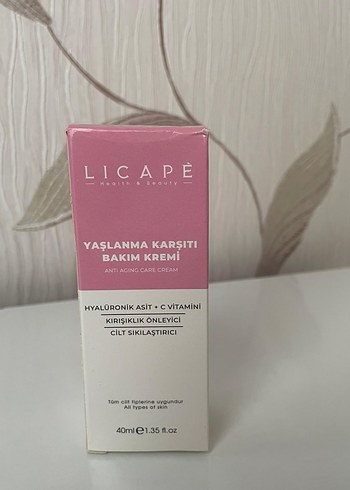 LICAPÈ
Health & Beauty
YAŞLANMA KARŞITI
BAKIM KREMİ
ANTI AGING CARE CREAM
HYALÜRONİK ASİT + C VİTAMİNİ
KIRIŞIKLIK ÖNLEYİCİ
CİLT SIKILAŞTIRICI
Tüm cilt tiplerine uygundur
All types of skin
40ml℮1.35 fl.oz